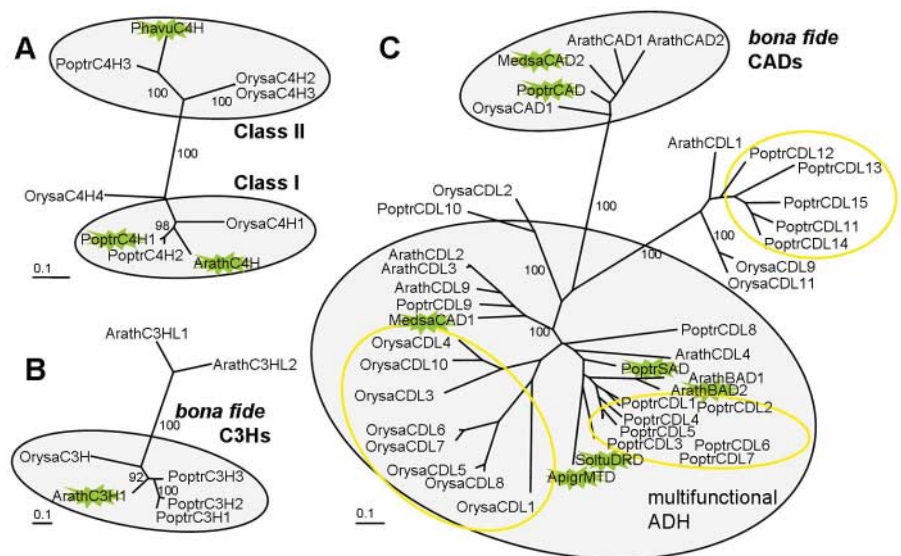 A
PhavuC4H
PoptrC4H3
OrysaC4H2
OrysaC4H3
100
100
Class II
100
Class I
OrysaC4H4
98
OrysaC4H1
PoptrC4H1
PoptrC4H2
ArathC4H
0.1
B
ArathC3HL1
ArathC3HL2
bona fide
C3Hs
100
OrysaC3H
92
PoptrC3H3
ArathC3H1
100
PoptrC3H2
PoptrC3H1
0.1
C
ArathCAD1
ArathCAD2
MedsaCAD2
PoptrCAD
OrysaCAD1
bona fide
CADs
ArathCDL1
PoptrCDL12
PoptrCDL13
PoptrCDL15
PoptrCDL11
PoptrCDL14
100
OrysaCDL9
OrysaCDL11
100
100
OrysaCDL2
PoptrCDL10
100
ArathCDL2
ArathCDL3
ArathCDL9
PoptrCDL9
MedsaCAD1
100
OrysaCDL4
OrysaCDL10
OrysaCDL3
OrysaCDL6
OrysaCDL7
OrysaCDL5
OrysaCDL8
OrysaCDL1
PoptrCDL8
ArathCDL4
PoptrSAD
ArathBAD1
ArathBAD2
PoptrCDL1
PoptrCDL2
PoptrCDL4
PoptrCDL5
PoptrCDL3
PoptrCDL6
PoptrCDL7
SoltuDRD
ApigrMTD
multifunctional
ADH
0.1